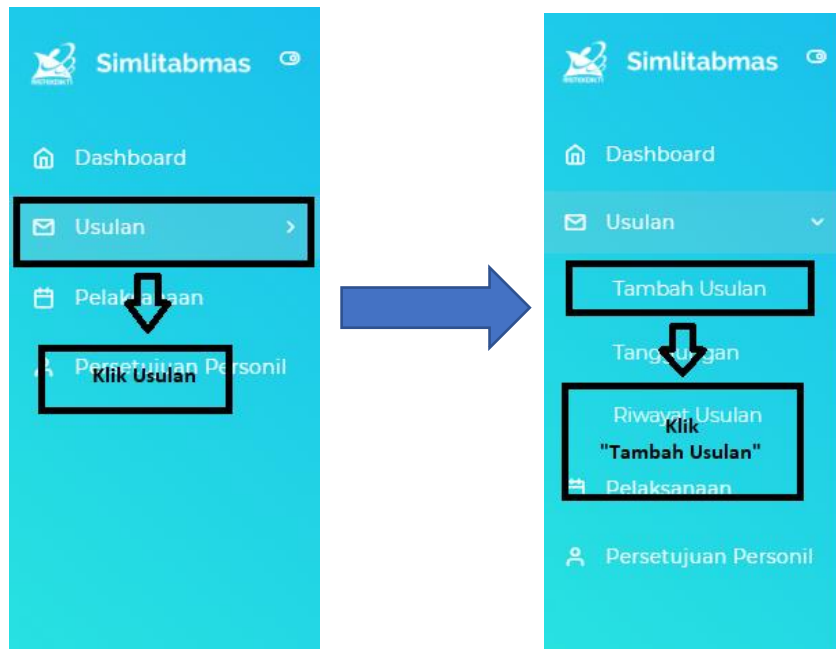 Simlitabmas
Dashboard
Usulan
Pelaksanaan
Persetujuan Personil
Klik Usulan
Simlitabmas
Dashboard
Usulan
Tambah Usulan
Tanggungan
Riwayat Usulan
Klik
"Tambah Usulan"
Pelaksanaan
Persetujuan Personil